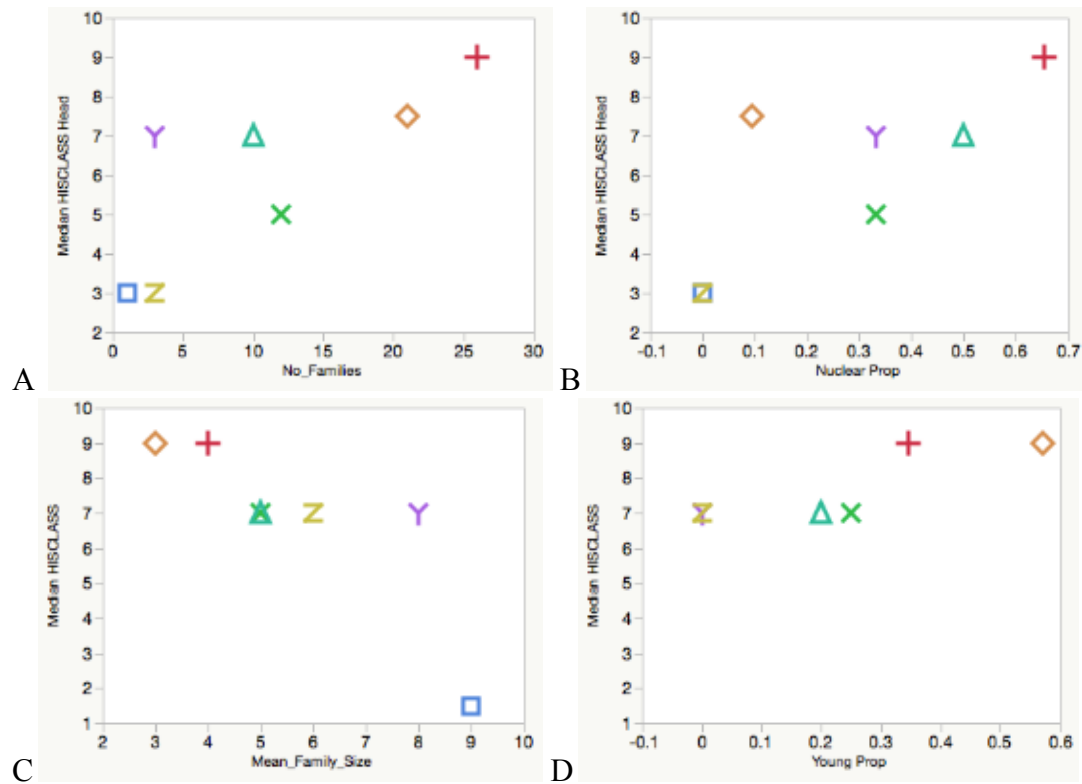 10
9
8
7
6
5
4
3
2
Median HISCLASS Head
0 5 10 15 20 25 30
No_Families
A
10
9
8
7
6
5
4
3
2
Median HISCLASS Head
-0.1 0 0.1 0.2 0.3 0.4 0.5 0.6 0.7
Nuclear Prop
B
10
9
8
7
6
5
4
3
2
1
Median HISCLASS
2 3 4 5 6 7 8 9 10
Mean_Family_Size
C
10
9
8
7
6
5
4
3
2
1
Median HISCLASS
-0.1 0 0.1 0.2 0.3 0.4 0.5 0.6
Young Prop
D